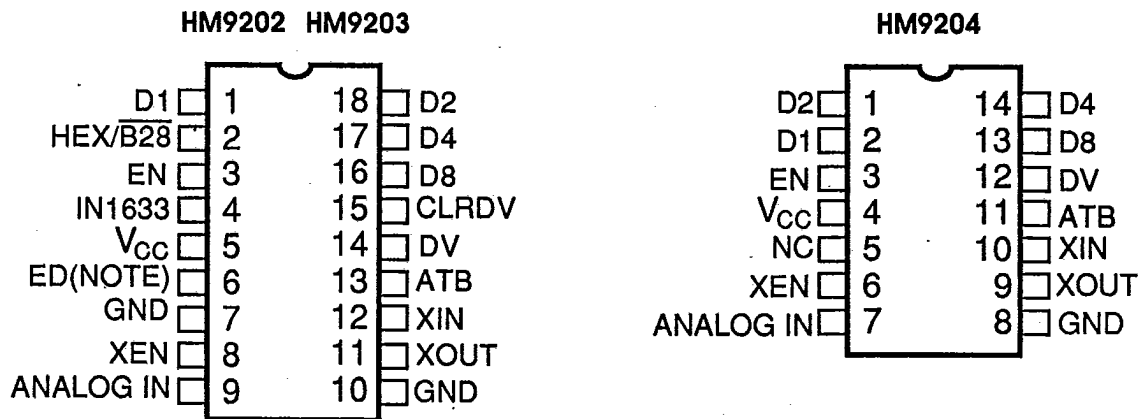 HM9202 HM9203
D1 1 18 D2
HEX/B28 2 17 D4
EN 3 16 D8
IN1633 4 15 CLRDV
VCC 5 14 DV
ED(NOTE) 6 13 ATB
GND 7 12 XIN
XEN 8 11 XOUT
ANALOG IN 9 10 GND
HM9204
D2 1 14 D4
D1 2 13 D8
EN 3 12 DV
VCC 4 11 ATB
NC 5 10 XIN
XEN 6 9 XOUT
ANALOG IN 7 8 GND